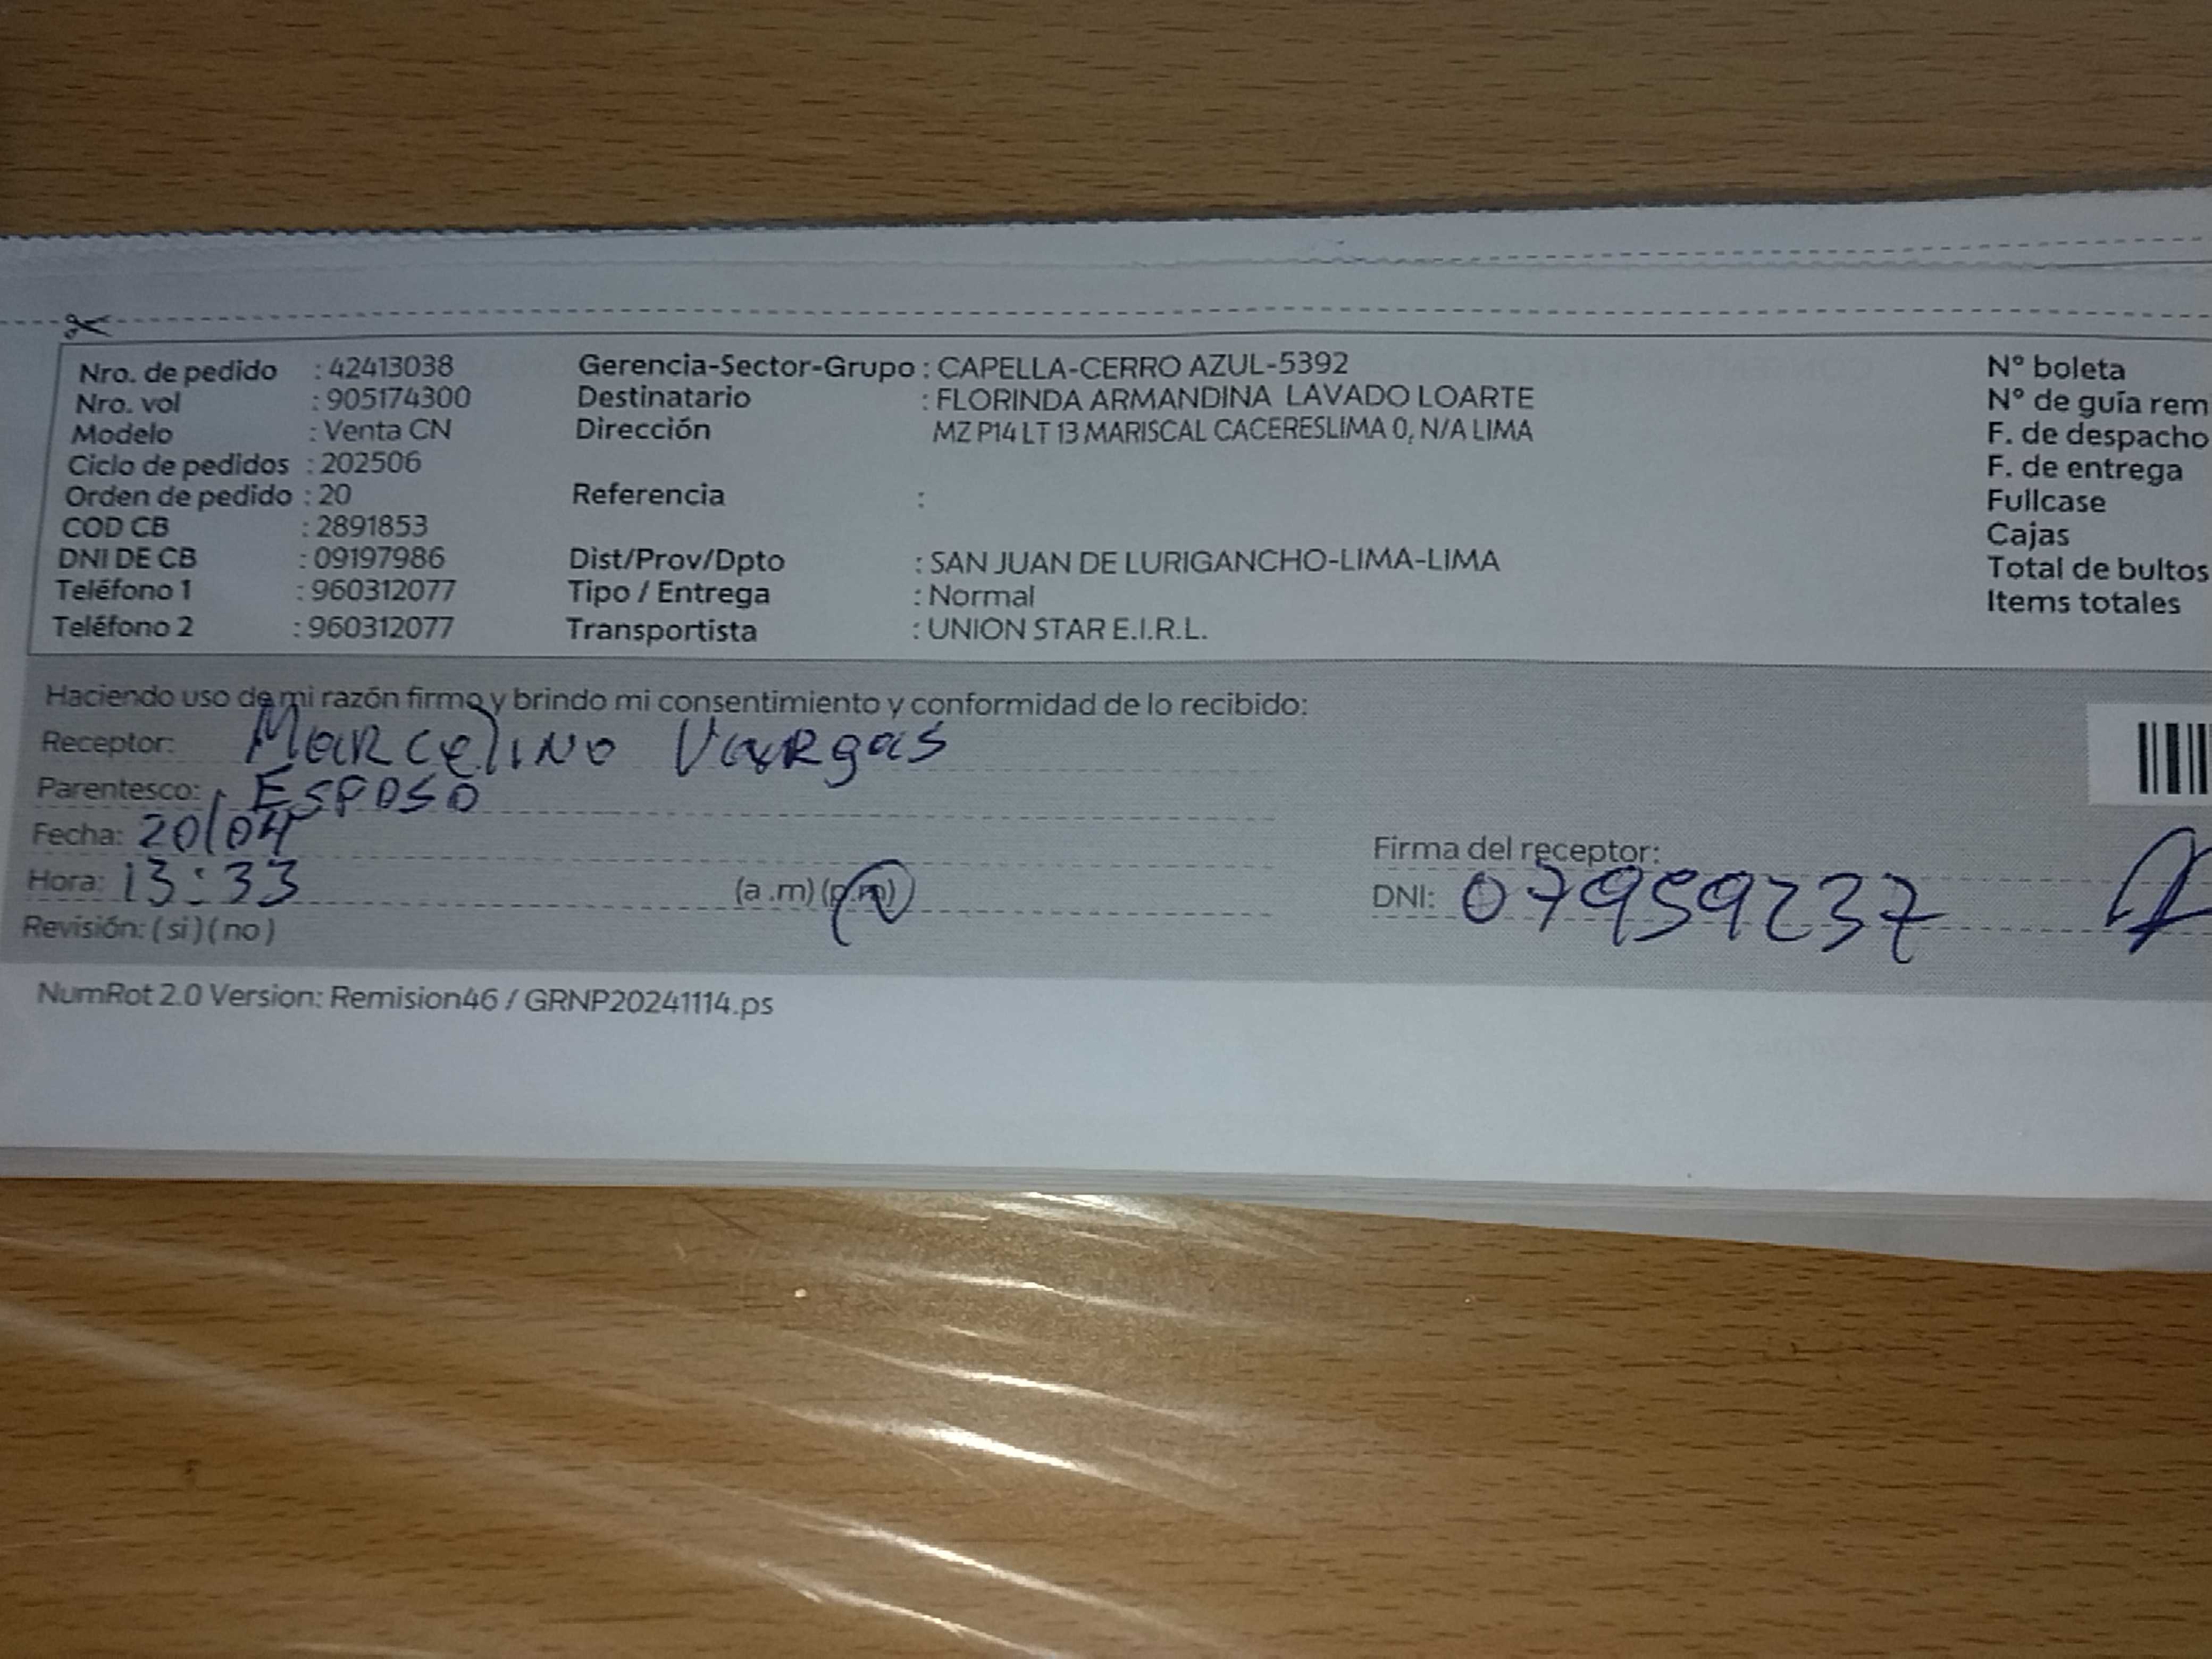 Nro. de pedido : 42413038 Gerencia-Sector-Grupo : CAPELLA-CERRO AZUL-5392 N° boleta
Nro. vol : 905174300 Destinatario : FLORINDA ARMANDINA LAVADO LOARTE N° de guía rem
Modelo : Venta CN Dirección MZ P14 LT 13 MARISCAL CACERESLIMA 0, N/A LIMA F. de despacho
Ciclo de pedidos : 202506 F. de entrega
Orden de pedido : 20 Referencia : Fullcase
COD CB : 2891853 Cajas
DNI DE CB : 09197986 Dist/Prov/Dpto : SAN JUAN DE LURIGANCHO-LIMA-LIMA Total de bultos
Teléfono 1 : 960312077 Tipo / Entrega : Normal Items totales
Teléfono 2 : 960312077 Transportista : UNION STAR E.I.R.L.
Haciendo uso de mi razón firmo y brindo mi consentimiento y conformidad de lo recibido:
Receptor: Marcelino Vargas
Parentesco: Esposo
Fecha: 20/04 Firma del receptor:
Hora: 13:33 (a .m) (p.m) DNI: 07959237
Revisión: ( si ) ( no )
NumRot 2.0 Version: Remision46 / GRNP20241114.ps